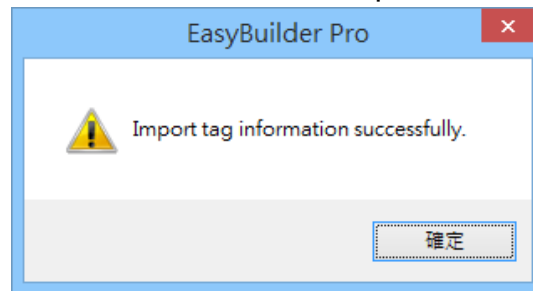 EasyBuilder Pro
Import tag information successfully.
確定